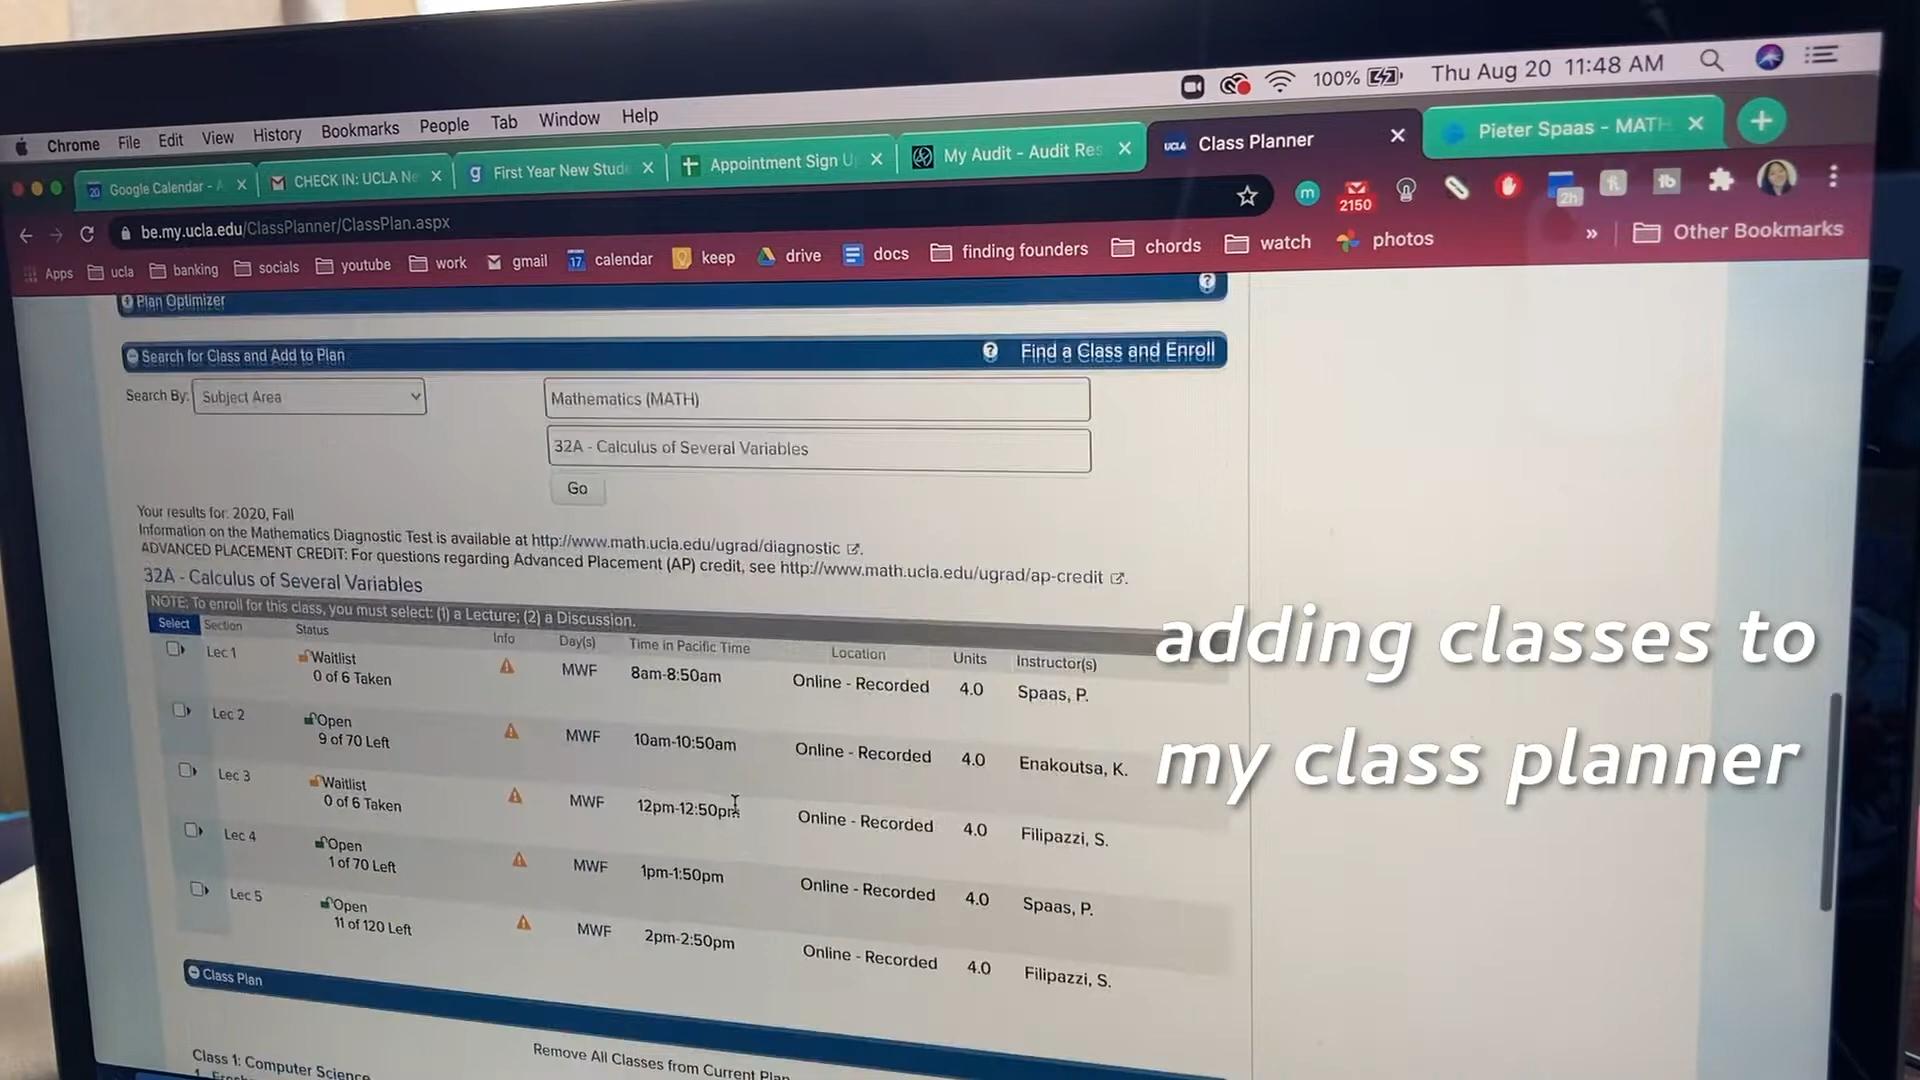 Chrome File Edit View History Bookmarks People Tab Window Help 100% Thu Aug 20 11:48 AM
Google Calendar - A CHECK IN: UCLA Ne First Year New Stude Appointment Sign U My Audit - Audit Res UCLA Class Planner Pieter Spaas - MATH
be.my.ucla.edu/ClassPlanner/ClassPlan.aspx m 2150 2h tb
Apps ucla banking socials youtube work gmail 17 calendar keep drive docs finding founders chords watch photos » Other Bookmarks
Plan Optimizer
Search for Class and Add to Plan Find a Class and Enroll
Search By: Subject Area Mathematics (MATH)
32A - Calculus of Several Variables
Go
Your results for: 2020, Fall
Information on the Mathematics Diagnostic Test is available at http://www.math.ucla.edu/ugrad/diagnostic .
ADVANCED PLACEMENT CREDIT: For questions regarding Advanced Placement (AP) credit, see http://www.math.ucla.edu/ugrad/ap-credit .
32A - Calculus of Several Variables
NOTE: To enroll for this class, you must select: (1) a Lecture; (2) a Discussion.
Select Section Status Info Day(s) Time in Pacific Time Location Units Instructor(s)
Lec 1 Waitlist MWF 8am-8:50am Online - Recorded 4.0 Spaas, P.
0 of 6 Taken
Lec 2 Open MWF 10am-10:50am Online - Recorded 4.0 Enakoutsa, K.
9 of 70 Left
Lec 3 Waitlist MWF 12pm-12:50pm Online - Recorded 4.0 Filipazzi, S.
0 of 6 Taken
Lec 4 Open MWF 1pm-1:50pm Online - Recorded 4.0 Spaas, P.
1 of 70 Left
Lec 5 Open MWF 2pm-2:50pm Online - Recorded 4.0 Filipazzi, S.
11 of 120 Left
adding classes to
my class planner
Class Plan
Remove All Classes from Current Plan
Class 1: Computer Science